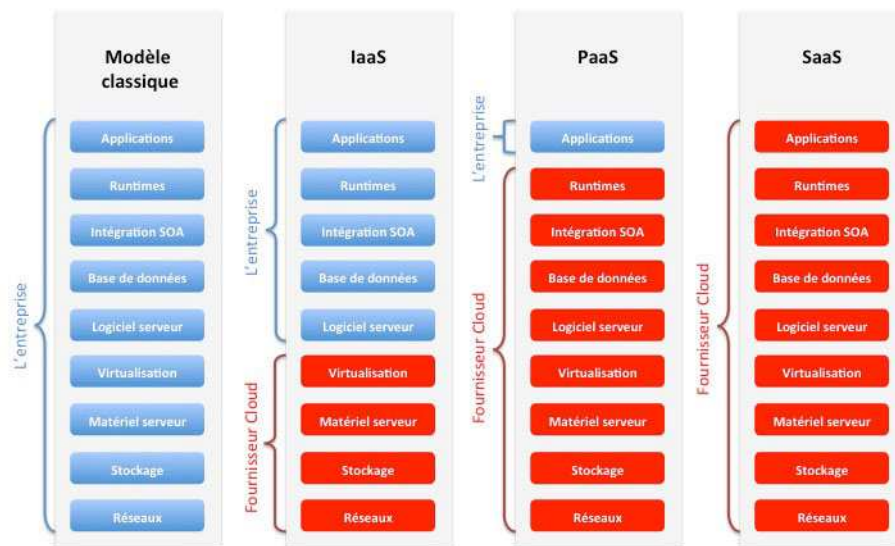 Modèle
classique
L'entreprise
Applications
Runtimes
Intégration SOA
Base de données
Logiciel serveur
Virtualisation
Matériel serveur
Stockage
Réseaux
IaaS
L'entreprise
Fournisseur Cloud
Applications
Runtimes
Intégration SOA
Base de données
Logiciel serveur
Virtualisation
Matériel serveur
Stockage
Réseaux
PaaS
L'entreprise
Fournisseur Cloud
Applications
Runtimes
Intégration SOA
Base de données
Logiciel serveur
Virtualisation
Matériel serveur
Stockage
Réseaux
SaaS
Fournisseur Cloud
Applications
Runtimes
Intégration SOA
Base de données
Logiciel serveur
Virtualisation
Matériel serveur
Stockage
Réseaux